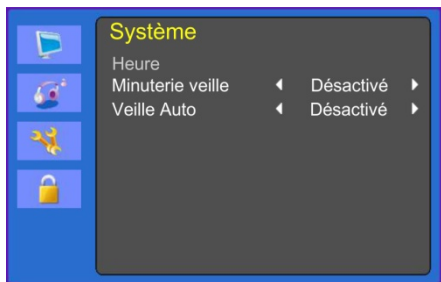 Système
Heure
Minuterie veille Désactivé
Veille Auto Désactivé